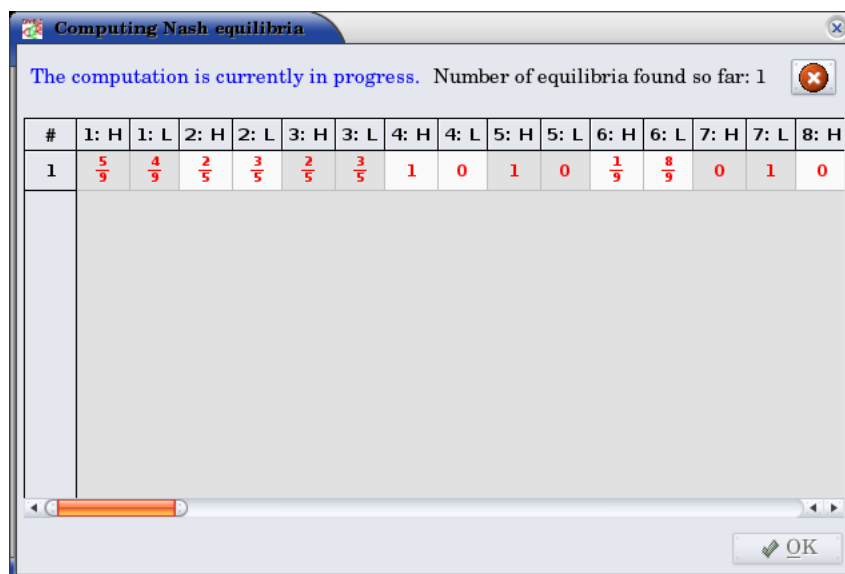 Computing Nash equilibria
The computation is currently in progress. Number of equilibria found so far: 1
# 1: H 1: L 2: H 2: L 3: H 3: L 4: H 4: L 5: H 5: L 6: H 6: L 7: H 7: L 8: H
1 5/9 4/9 2/5 3/5 2/5 3/5 1 0 1 0 1/9 8/9 0 1 0
OK